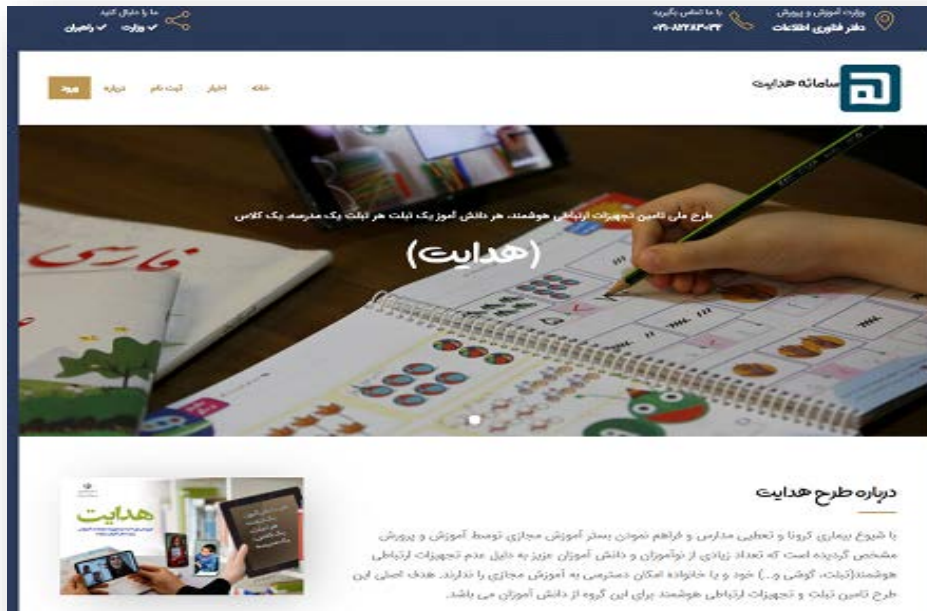 وزارت آموزش و پرورش
دفتر فناوری اطلاعات
با ما تماس بگیرید
۰۲۱-۸۲۲۸۳۰۳۲
ما را دنبال کنید
وزارت راهبران
سامانه هدایت
خانه اخبار ثبت نام درباره ورود
طرح ملی تامین تجهیزات ارتباطی هوشمند، هر دانش آموز یک تبلت هر تبلت یک مدرسه، یک کلاس
(هدایت)
فارسی
درباره طرح هدایت
با شیوع بیماری کرونا و تعطیی مدارس و فراهم نمودن بستر آموزش مجازی توسط آموزش و پرورش
مشخص گردیده است که تعداد زیادی از نوآموزان و دانش آموزان عزیز به دلیل عدم تجهیزات ارتباطی
هوشمند(تبلت، گوشی و...) خود و یا خانواده امکان دسترسی به آموزش مجازی را ندارند. هدف اصلی این
طرح تامین تبلت و تجهیزات ارتباطی هوشمند برای این گروه از دانش آموزان می باشد.
هدایت